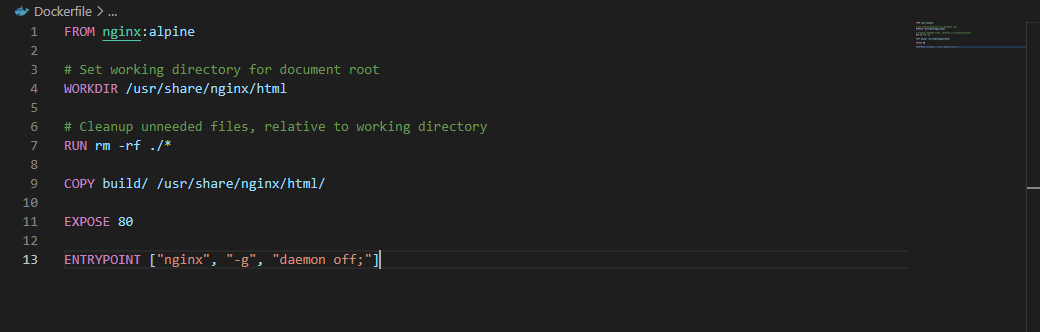 Dockerfile > ...
1 FROM nginx:alpine
2
3 # Set working directory for document root
4 WORKDIR /usr/share/nginx/html
5
6 # Cleanup unneeded files, relative to working directory
7 RUN rm -rf ./*
8
9 COPY build/ /usr/share/nginx/html/
10
11 EXPOSE 80
12
13 ENTRYPOINT ["nginx", "-g", "daemon off;"]